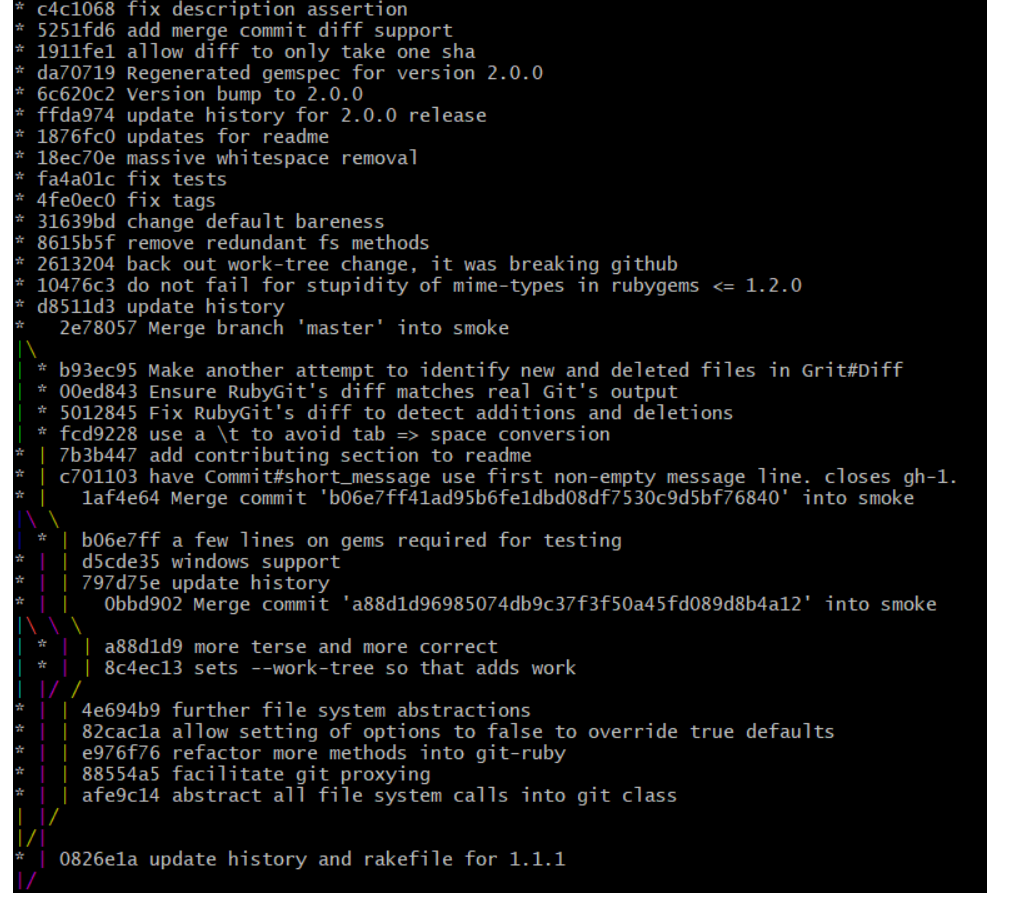 * c4c1068 fix description assertion
* 5251fd6 add merge commit diff support
* 1911fe1 allow diff to only take one sha
* da70719 Regenerated gemspec for version 2.0.0
* 6c620c2 Version bump to 2.0.0
* ffda974 update history for 2.0.0 release
* 1876fc0 updates for readme
* 18ec70e massive whitespace removal
* fa4a01c fix tests
* 4fe0ec0 fix tags
* 31639bd change default bareness
* 8615b5f remove redundant fs methods
* 2613204 back out work-tree change, it was breaking github
* 10476c3 do not fail for stupidity of mime-types in rubygems <= 1.2.0
* d8511d3 update history
*   2e78057 Merge branch 'master' into smoke
|\
| * b93ec95 Make another attempt to identify new and deleted files in Grit#Diff
| * 00ed843 Ensure RubyGit's diff matches real Git's output
| * 5012845 Fix RubyGit's diff to detect additions and deletions
| * fcd9228 use a \t to avoid tab => space conversion
* | 7b3b447 add contributing section to readme
* | c701103 have Commit#short_message use first non-empty message line. closes gh-1.
* |   1af4e64 Merge commit 'b06e7ff41ad95b6fe1dbd08df7530c9d5bf76840' into smoke
|\ \
| * | b06e7ff a few lines on gems required for testing
* | | d5cde35 windows support
* | | 797d75e update history
* | |   0bbd902 Merge commit 'a88d1d96985074db9c37f3f50a45fd089d8b4a12' into smoke
|\ \ \
| * | | a88d1d9 more terse and more correct
| * | | 8c4ec13 sets --work-tree so that adds work
| |/ /
* | | 4e694b9 further file system abstractions
* | | 82cac1a allow setting of options to false to override true defaults
* | | e976f76 refactor more methods into git-ruby
* | | 88554a5 facilitate git proxying
* | | afe9c14 abstract all file system calls into git class
| |/
|/|
* | 0826e1a update history and rakefile for 1.1.1
|/